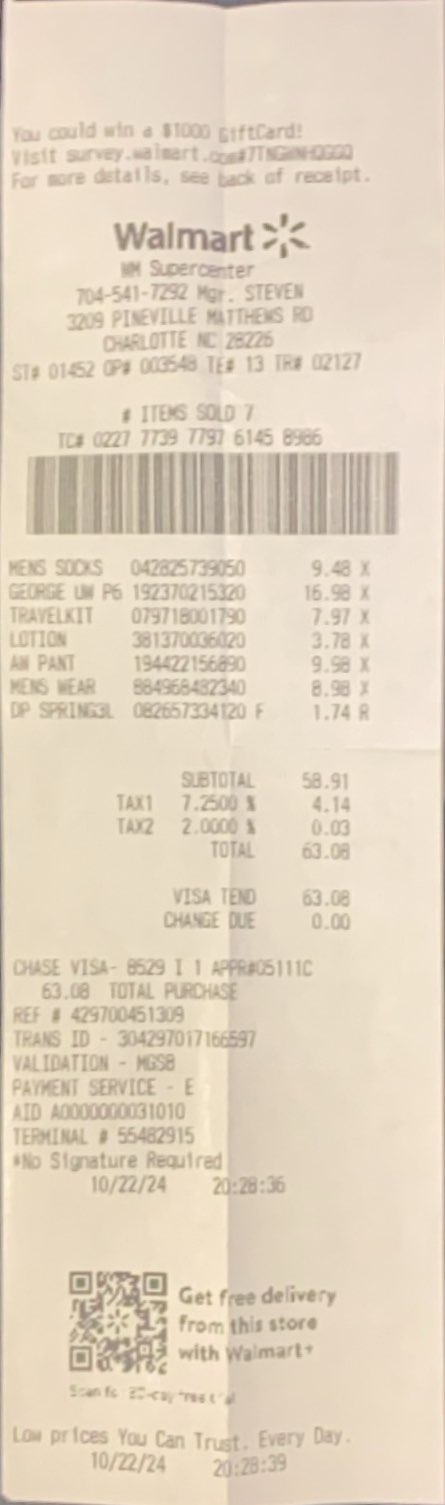 You could win a $1000 GiftCard!
Visit survey.walmart.com
For more details, see back of receipt.
Walmart
WM Supercenter
704-541-7292 Mgr. STEVEN
3209 PINEVILLE MATTHEWS RD
CHARLOTTE NC 28226
ST# 01452 OP# 003548 TE# 13 TR# 02127
# ITEMS SOLD 7
TC# 0227 7739 7797 6145 8986
MENS SOCKS 042825739050 9.48 X
GEORGE UW P6 192370215320 16.98 X
TRAVELKIT 079718001790 7.97 X
LOTION 381370036020 3.78 X
AW PANT 194422156890 9.98 X
MENS WEAR 884968482340 8.98 X
DP SPRING3L 082657334120 F 1.74 R
SUBTOTAL 58.91
TAX1 7.2500 % 4.14
TAX2 2.0000 % 0.03
TOTAL 63.08
VISA TEND 63.08
CHANGE DUE 0.00
CHASE VISA- 8529 I 1 APPR#05111C
63.08 TOTAL PURCHASE
REF # 429700451309
TRANS ID - 304297017166597
VALIDATION - MGSB
PAYMENT SERVICE - E
AID A0000000031010
TERMINAL # 55482915
*No Signature Required
10/22/24 20:28:36
Get free delivery
from this store
with Walmart+
Scan for 30-day free trial
Low prices You Can Trust. Every Day.
10/22/24 20:28:39